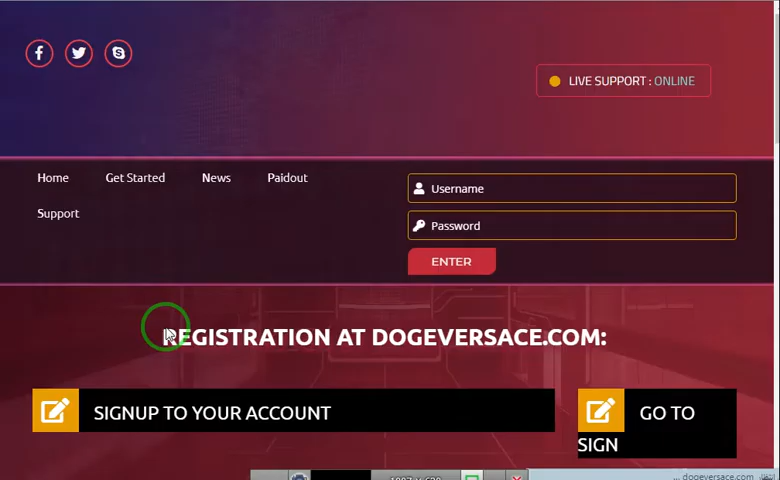 LIVE SUPPORT : ONLINE
Home
Get Started
News
Paidout
Support
Username
Password
ENTER
REGISTRATION AT DOGEVERSACE.COM:
SIGNUP TO YOUR ACCOUNT
GO TO
SIGN
... dogeversace.com